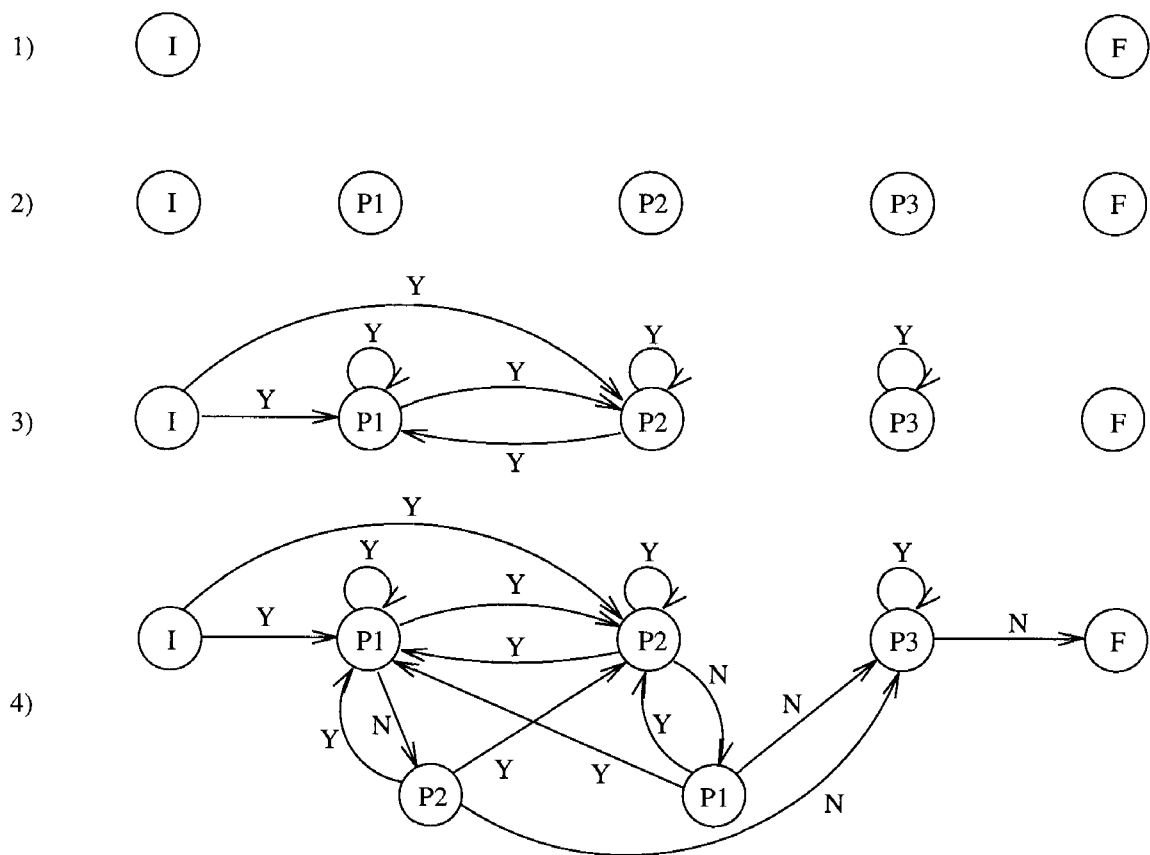 1) I F
2) I P1 P2 P3 F
Y
Y Y Y
Y Y
3) I P1 P2 P3 F
Y
Y
Y Y Y
Y Y N
I P1 P2 P3 F
Y
N N
4) Y N Y
Y Y
P2 P1 N